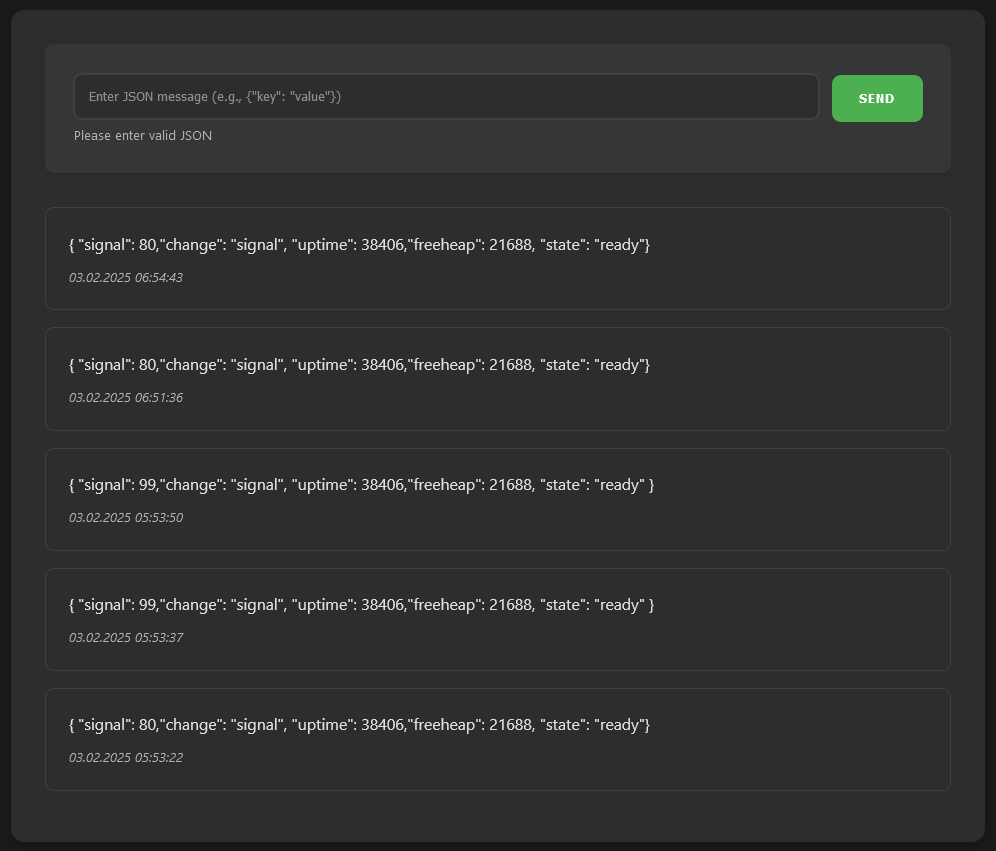 Enter JSON message (e.g., {"key": "value"})
SEND
Please enter valid JSON
{ "signal": 80,"change": "signal", "uptime": 38406,"freeheap": 21688, "state": "ready"}
03.02.2025 06:54:43
{ "signal": 80,"change": "signal", "uptime": 38406,"freeheap": 21688, "state": "ready"}
03.02.2025 06:51:36
{ "signal": 99,"change": "signal", "uptime": 38406,"freeheap": 21688, "state": "ready" }
03.02.2025 05:53:50
{ "signal": 99,"change": "signal", "uptime": 38406,"freeheap": 21688, "state": "ready" }
03.02.2025 05:53:37
{ "signal": 80,"change": "signal", "uptime": 38406,"freeheap": 21688, "state": "ready"}
03.02.2025 05:53:22